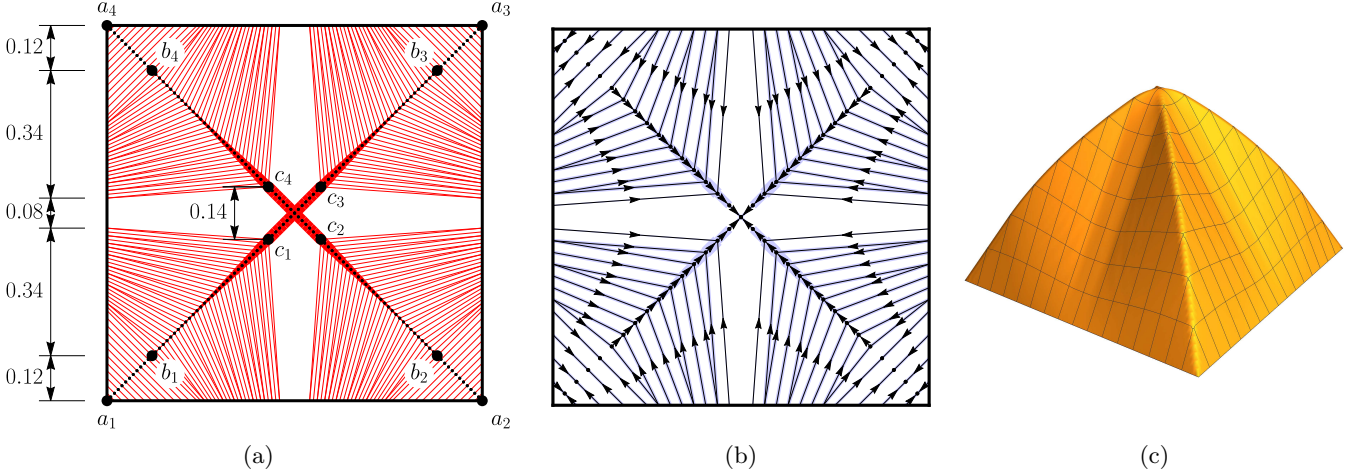 a₄ a₃
0.12
b₄ b₃
0.34
c₄
c₃
0.08 0.14
c₂
c₁
0.34
b₁ b₂
0.12
a₁ a₂
(a) (b) (c)